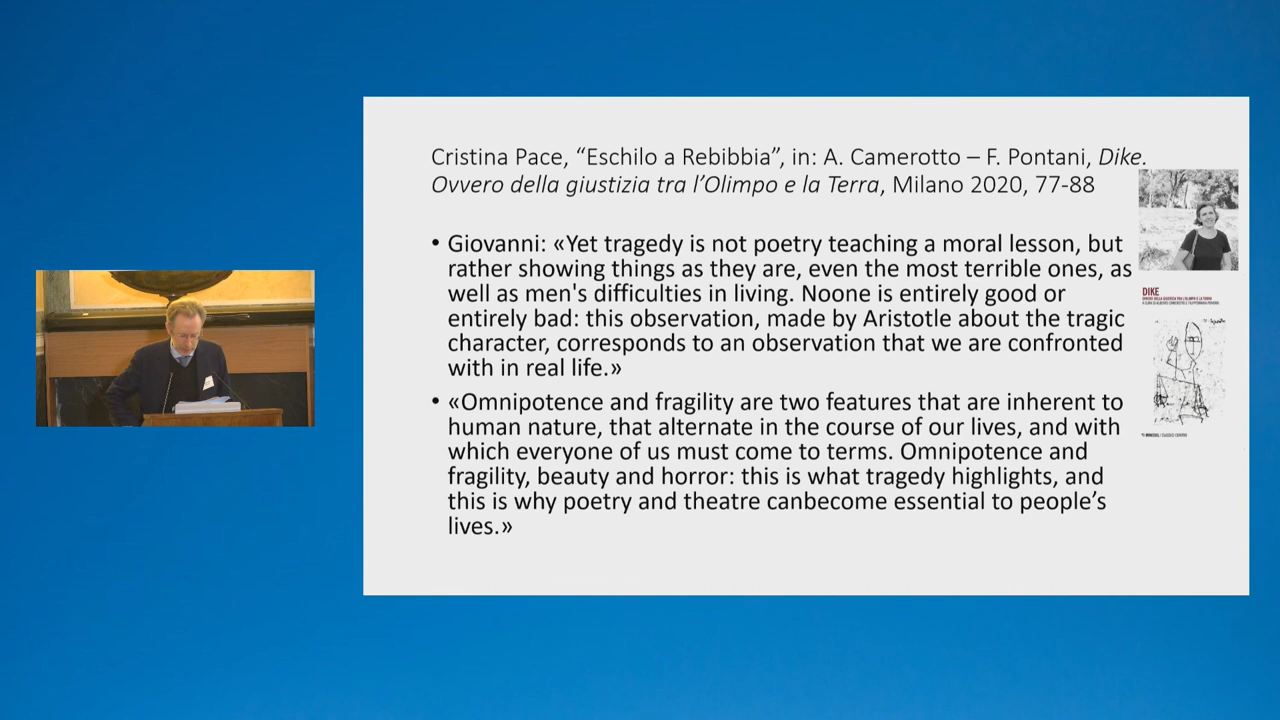 Cristina Pace, “Eschilo a Rebibbia”, in: A. Camerotto – F. Pontani, Dike.
Ovvero della giustizia tra l’Olimpo e la Terra, Milano 2020, 77-88
• Giovanni: «Yet tragedy is not poetry teaching a moral lesson, but
rather showing things as they are, even the most terrible ones, as
well as men's difficulties in living. Noone is entirely good or
entirely bad: this observation, made by Aristotle about the tragic
character, corresponds to an observation that we are confronted
with in real life.»
• «Omnipotence and fragility are two features that are inherent to
human nature, that alternate in the course of our lives, and with
which everyone of us must come to terms. Omnipotence and
fragility, beauty and horror: this is what tragedy highlights, and
this is why poetry and theatre canbecome essential to people’s
lives.»
DIKE